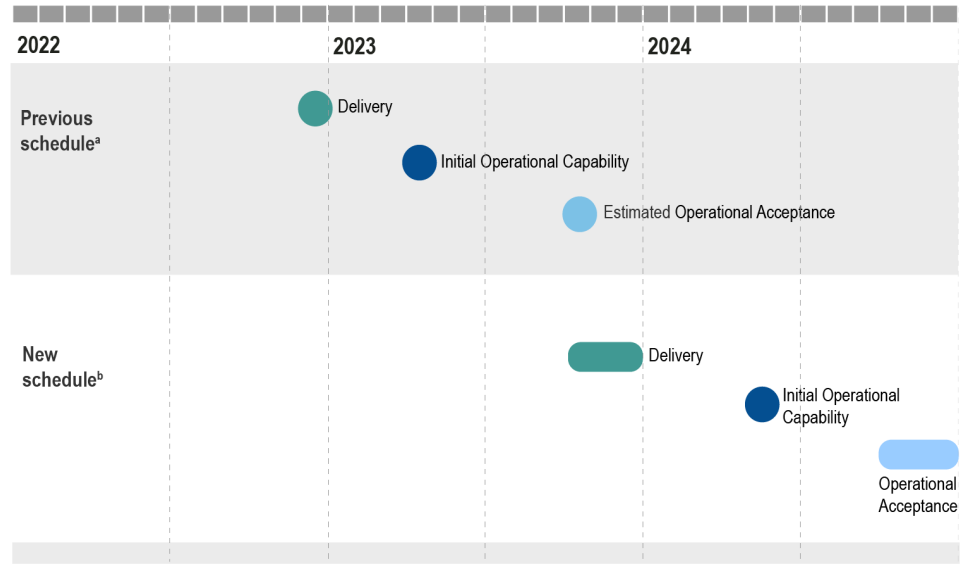 2022 2023 2024
Previous
scheduleᵃ
Delivery
Initial Operational Capability
Estimated Operational Acceptance
New
scheduleᵇ
Delivery
Initial Operational
Capability
Operational
Acceptance